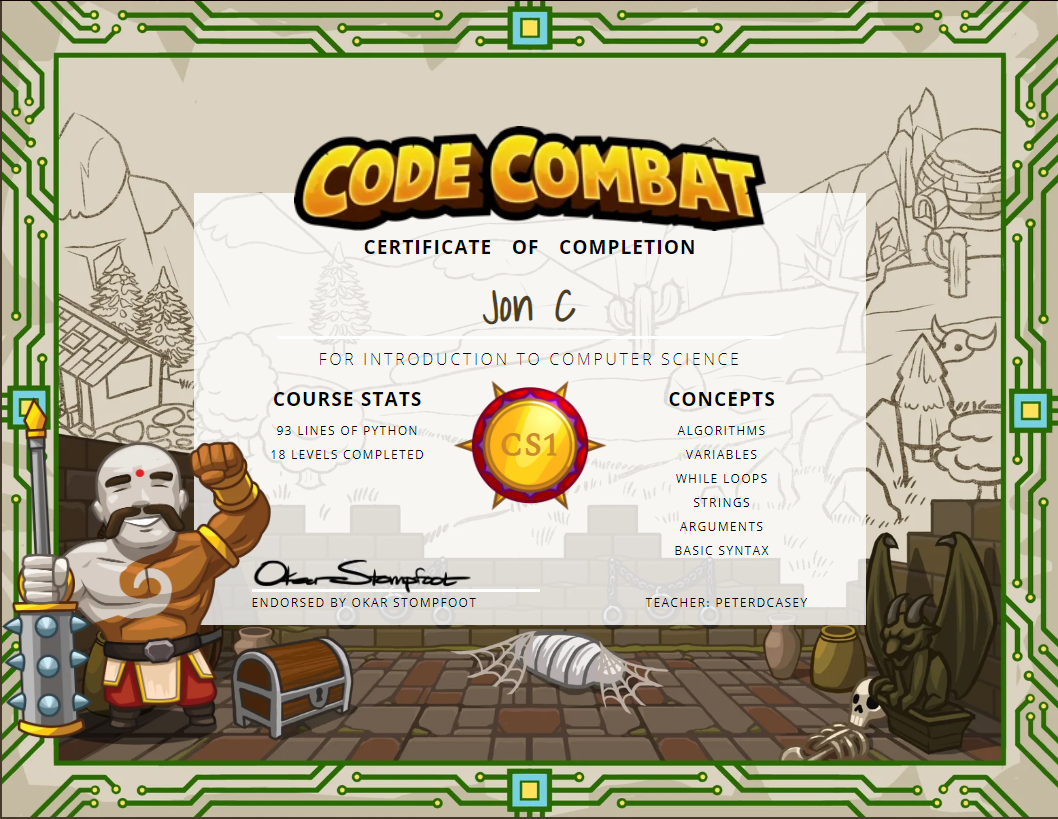 CODE COMBAT
CERTIFICATE OF COMPLETION
Jon C
FOR INTRODUCTION TO COMPUTER SCIENCE
COURSE STATS
93 LINES OF PYTHON
18 LEVELS COMPLETED
CS1
CONCEPTS
ALGORITHMS
VARIABLES
WHILE LOOPS
STRINGS
ARGUMENTS
BASIC SYNTAX
Okar Stompfoot
ENDORSED BY OKAR STOMPFOOT
TEACHER: PETERDCASEY